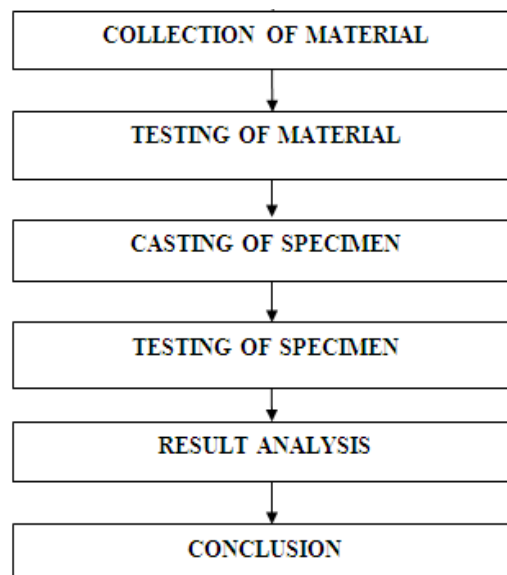 COLLECTION OF MATERIAL
TESTING OF MATERIAL
CASTING OF SPECIMEN
TESTING OF SPECIMEN
RESULT ANALYSIS
CONCLUSION